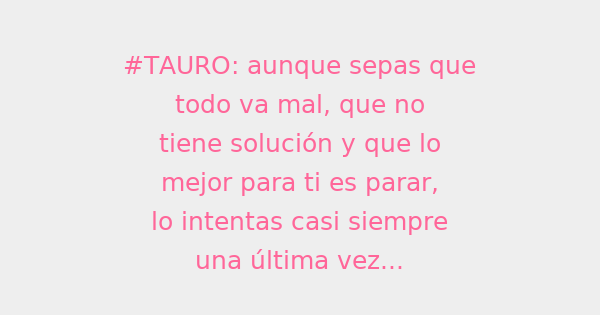 #TAURO: aunque sepas que
todo va mal, que no
tiene solución y que lo
mejor para ti es parar,
lo intentas casi siempre
una última vez...